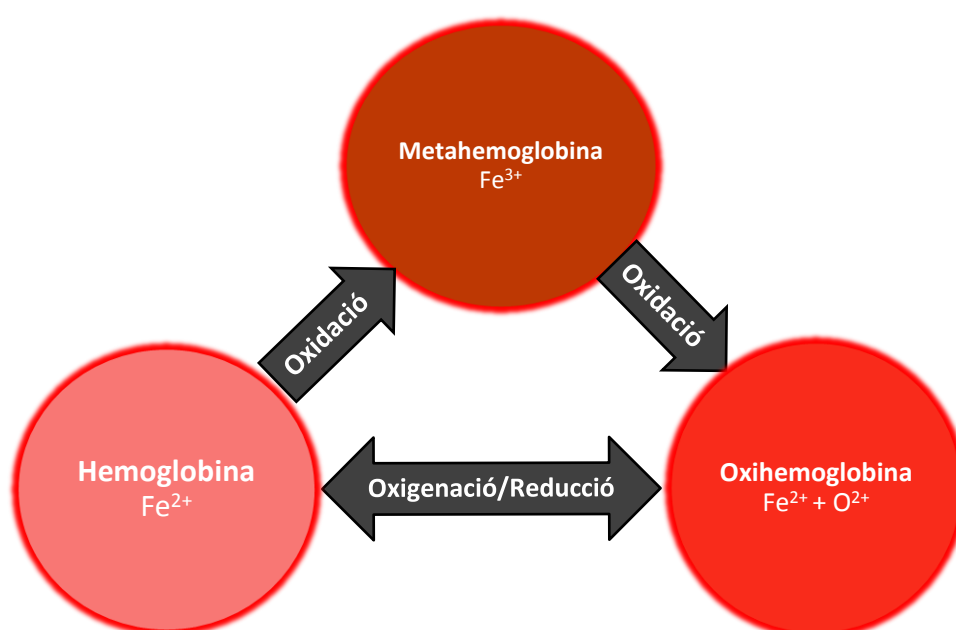 Metahemoglobina
Fe³⁺
Oxidació
Oxidació
Hemoglobina
Fe²⁺
Oxigenació/Reducció
Oxihemoglobina
Fe²⁺ + O²⁺